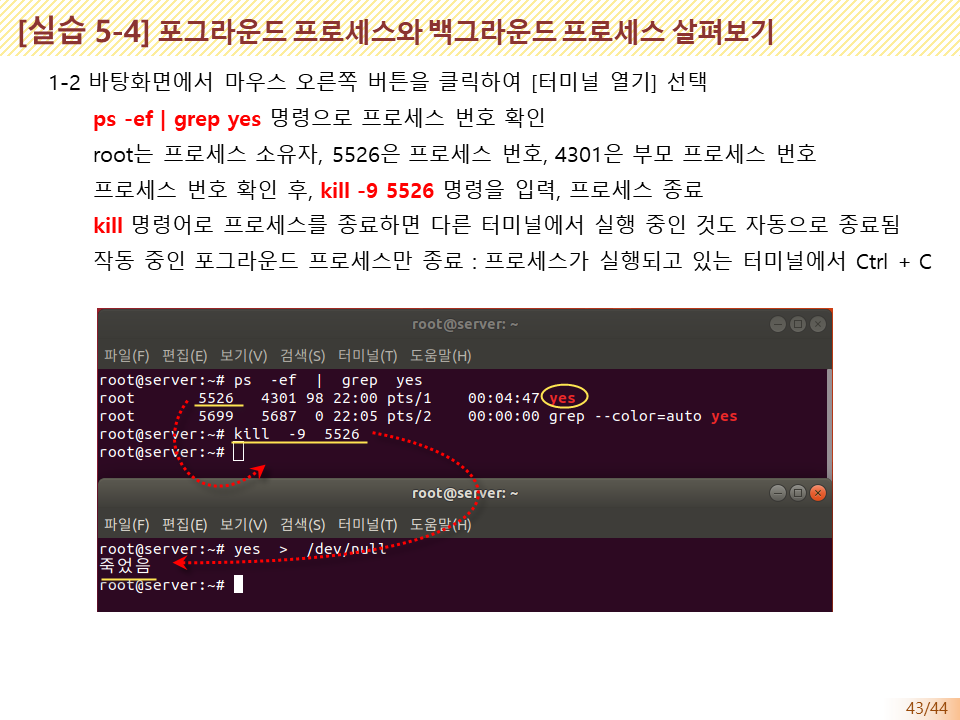 [실습 5-4] 포그라운드 프로세스와 백그라운드 프로세스 살펴보기
1-2 바탕화면에서 마우스 오른쪽 버튼을 클릭하여 [터미널 열기] 선택
ps -ef | grep yes 명령으로 프로세스 번호 확인
root는 프로세스 소유자, 5526은 프로세스 번호, 4301은 부모 프로세스 번호
프로세스 번호 확인 후, kill -9 5526 명령을 입력, 프로세스 종료
kill 명령어로 프로세스를 종료하면 다른 터미널에서 실행 중인 것도 자동으로 종료됨
작동 중인 포그라운드 프로세스만 종료 : 프로세스가 실행되고 있는 터미널에서 Ctrl + C
root@server: ~
파일(F) 편집(E) 보기(V) 검색(S) 터미널(T) 도움말(H)
root@server:~# ps -ef | grep yes
root 5526 4301 98 22:00 pts/1 00:04:47 yes
root 5699 5687 0 22:05 pts/2 00:00:00 grep --color=auto yes
root@server:~# kill -9 5526
root@server:~#
root@server: ~
파일(F) 편집(E) 보기(V) 검색(S) 터미널(T) 도움말(H)
root@server:~# yes > /dev/null
죽었음
root@server:~#
43/44